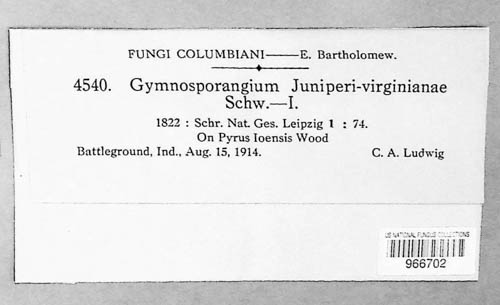 FUNGI COLUMBIANI——E. Bartholomew.
4540. Gymnosporangium Juniperi-virginianae
Schw.—I.
1822 : Schr. Nat. Ges. Leipzig 1 : 74.
On Pyrus Ioensis Wood
Battleground, Ind., Aug. 15, 1914. C. A. Ludwig
US NATIONAL FUNGUS COLLECTIONS
966702